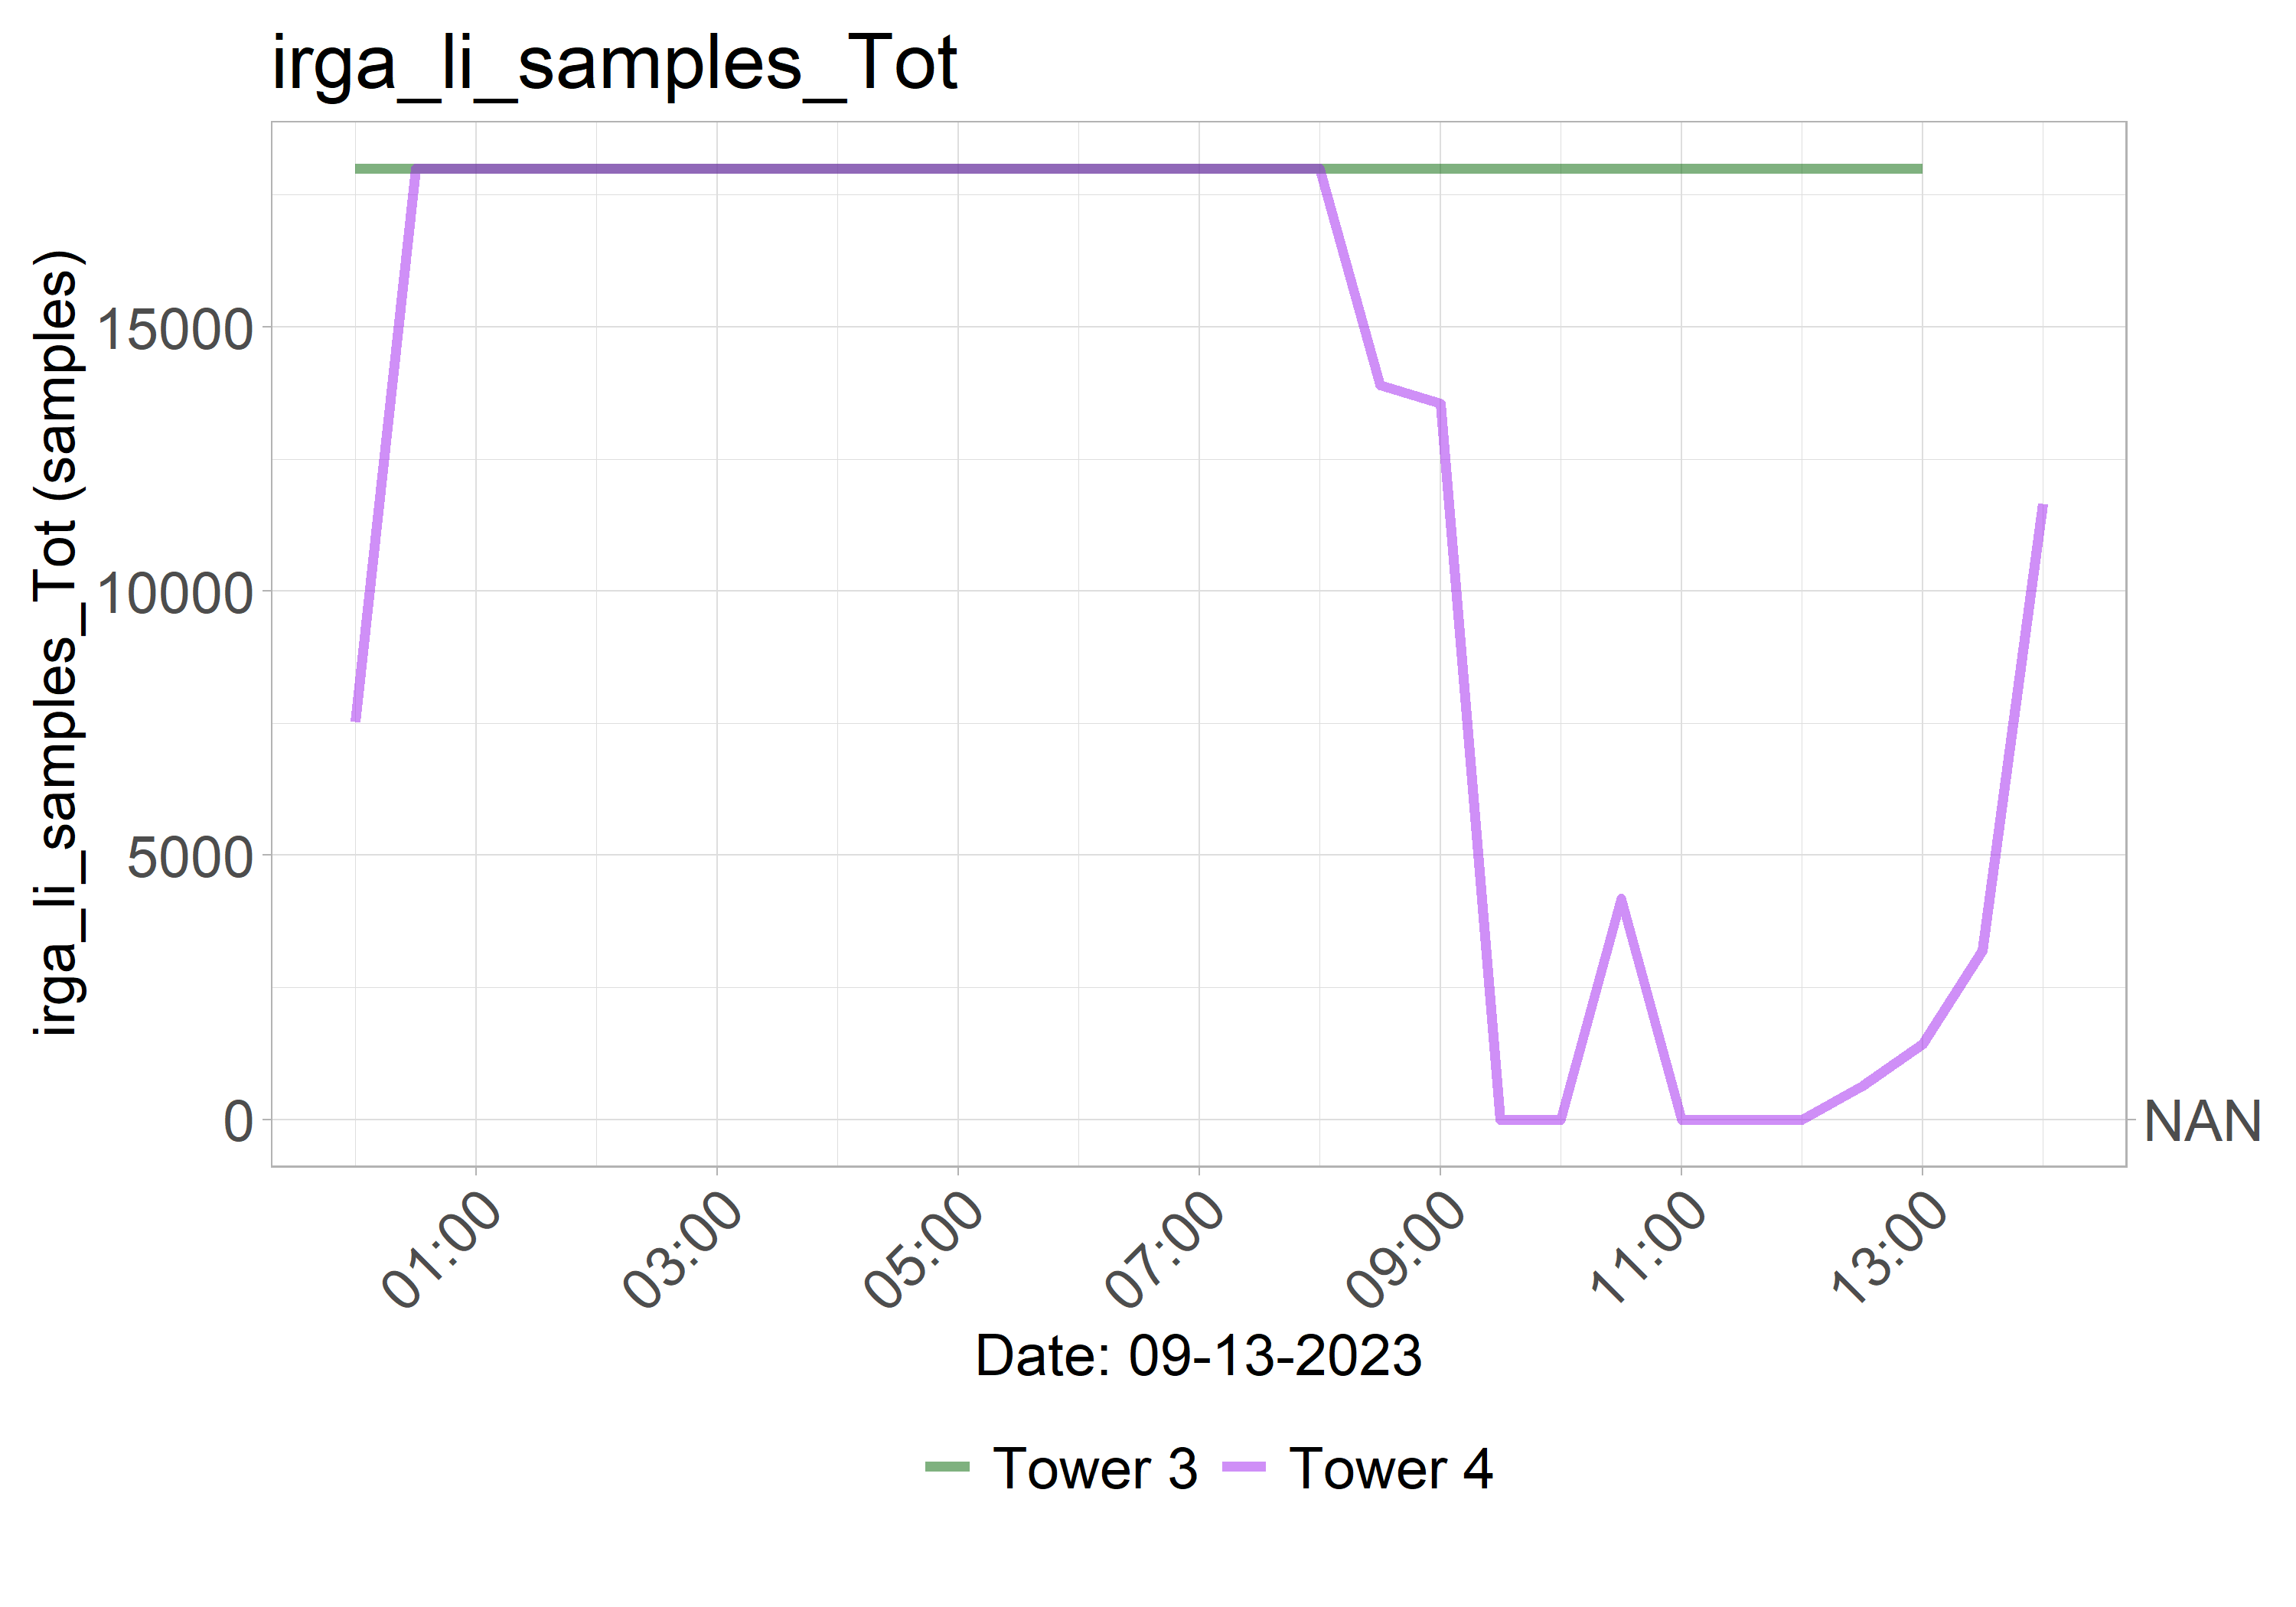 irga_li_samples_Tot
irga_li_samples_Tot (samples)
15000
10000
5000
0
NAN
01:00
03:00
05:00
07:00
09:00
11:00
13:00
Date: 09-13-2023
Tower 3
Tower 4